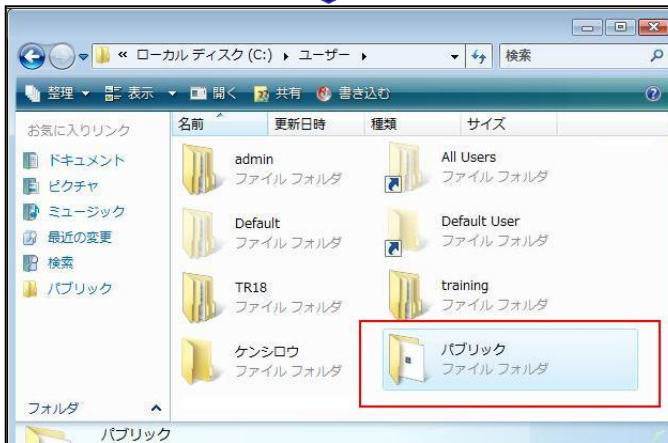 « ローカル ディスク (C:) ▸ ユーザー ▸
検索
整理 表示 開く 共有 書き込む
お気に入りリンク
ドキュメント
ピクチャ
ミュージック
最近の変更
検索
パブリック
フォルダ
名前 更新日時 種類 サイズ
admin
ファイル フォルダ
All Users
ファイル フォルダ
Default
ファイル フォルダ
Default User
ファイル フォルダ
TR18
ファイル フォルダ
training
ファイル フォルダ
ケンシロウ
ファイル フォルダ
パブリック
ファイル フォルダ
パブリック